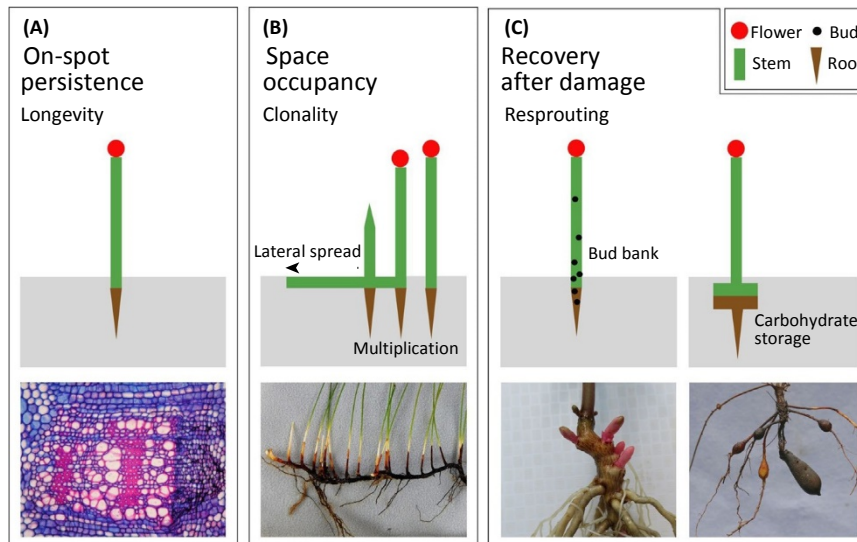 (A)
On-spot
persistence
Longevity
(B)
Space
occupancy
Clonality
Lateral spread
Multiplication
(C)
Recovery
after damage
Resprouting
Bud bank
Carbohydrate
storage
Flower
Bud
Stem
Roo